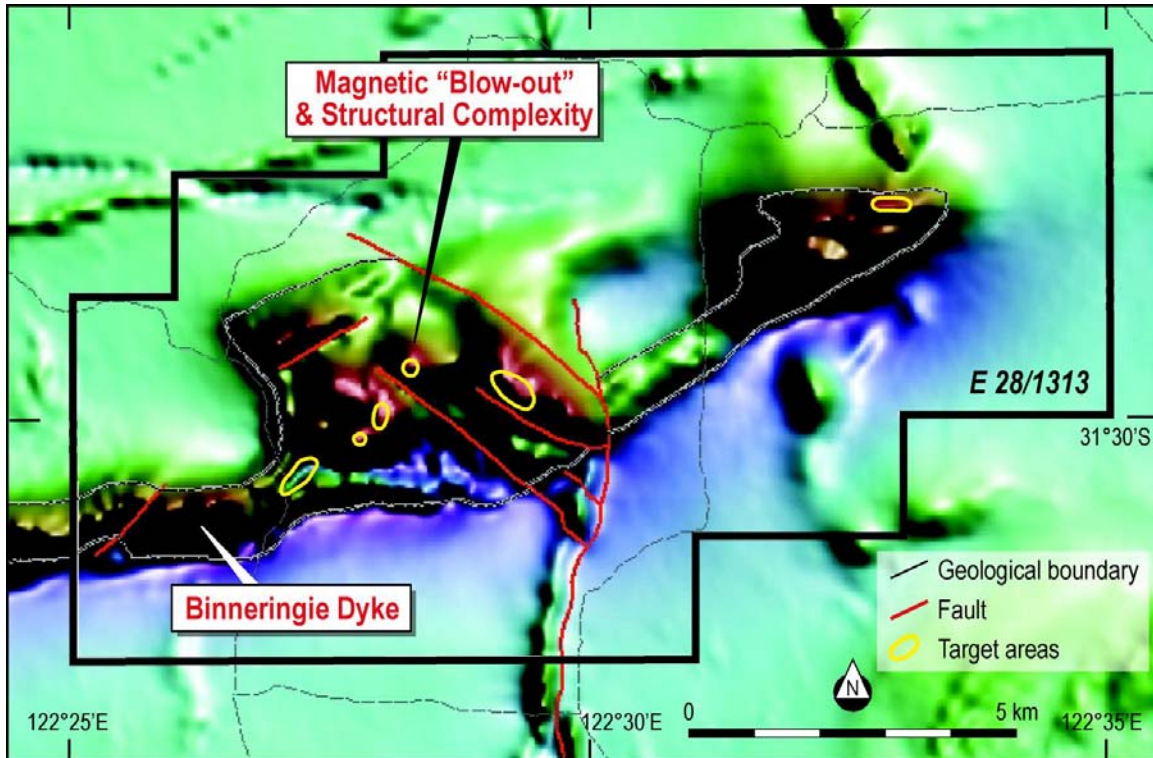 Magnetic “Blow-out”
& Structural Complexity
E 28/1313
31°30'S
Binneringie Dyke
Geological boundary
Fault
Target areas
N
122°25'E
122°30'E
0
5 km
122°35'E